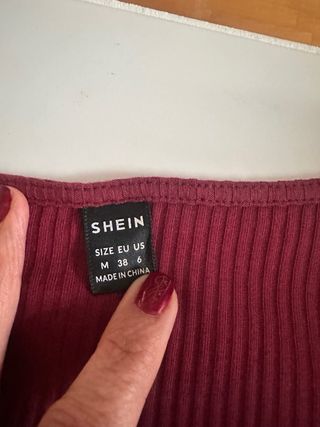 SHEIN
SIZE EU US
M 38 6
MADE IN CHINA